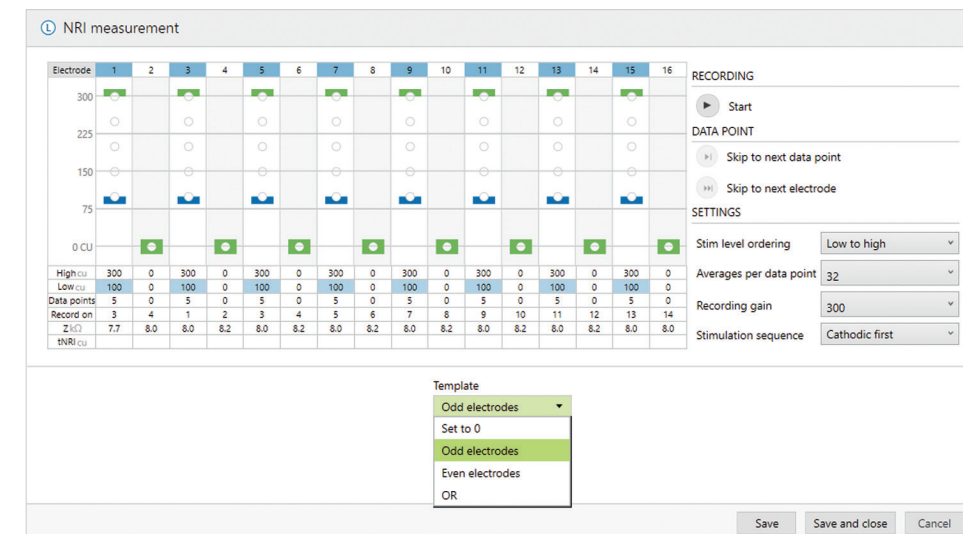 L NRI measurement
Electrode 1 2 3 4 5 6 7 8 9 10 11 12 13 14 15 16
300
225
150
75
0 CU
High cu 300 0 300 0 300 0 300 0 300 0 300 0 300 0 300 0
Low cu 100 0 100 0 100 0 100 0 100 0 100 0 100 0 100 0
Data points 5 0 5 0 5 0 5 0 5 0 5 0 5 0 5 0
Record on 3 4 1 2 3 4 5 6 7 8 9 10 11 12 13 14
Z kΩ 7.7 8.0 8.0 8.2 8.0 8.2 8.0 8.2 8.0 8.2 8.0 8.2 8.0 8.2 8.0 8.0
tNRI cu
RECORDING
Start
DATA POINT
Skip to next data point
Skip to next electrode
SETTINGS
Stim level ordering Low to high
Averages per data point 32
Recording gain 300
Stimulation sequence Cathodic first
Template
Odd electrodes
Set to 0
Odd electrodes
Even electrodes
OR
Save Save and close Cancel